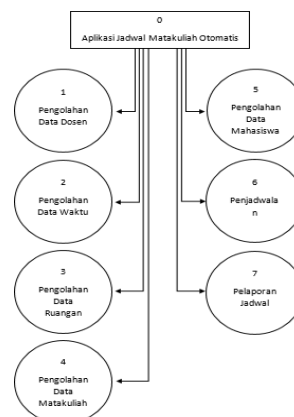 0
Aplikasi Jadwal Matakuliah Otomatis
1
Pengolahan
Data Dosen
2
Pengolahan
Data Waktu
3
Pengolahan
Data
Ruangan
4
Pengolahan
Data
Matakuliah
5
Pengolahan
Data
Mahasiswa
6
Penjadwala
n
7
Pelaporan
Jadwal